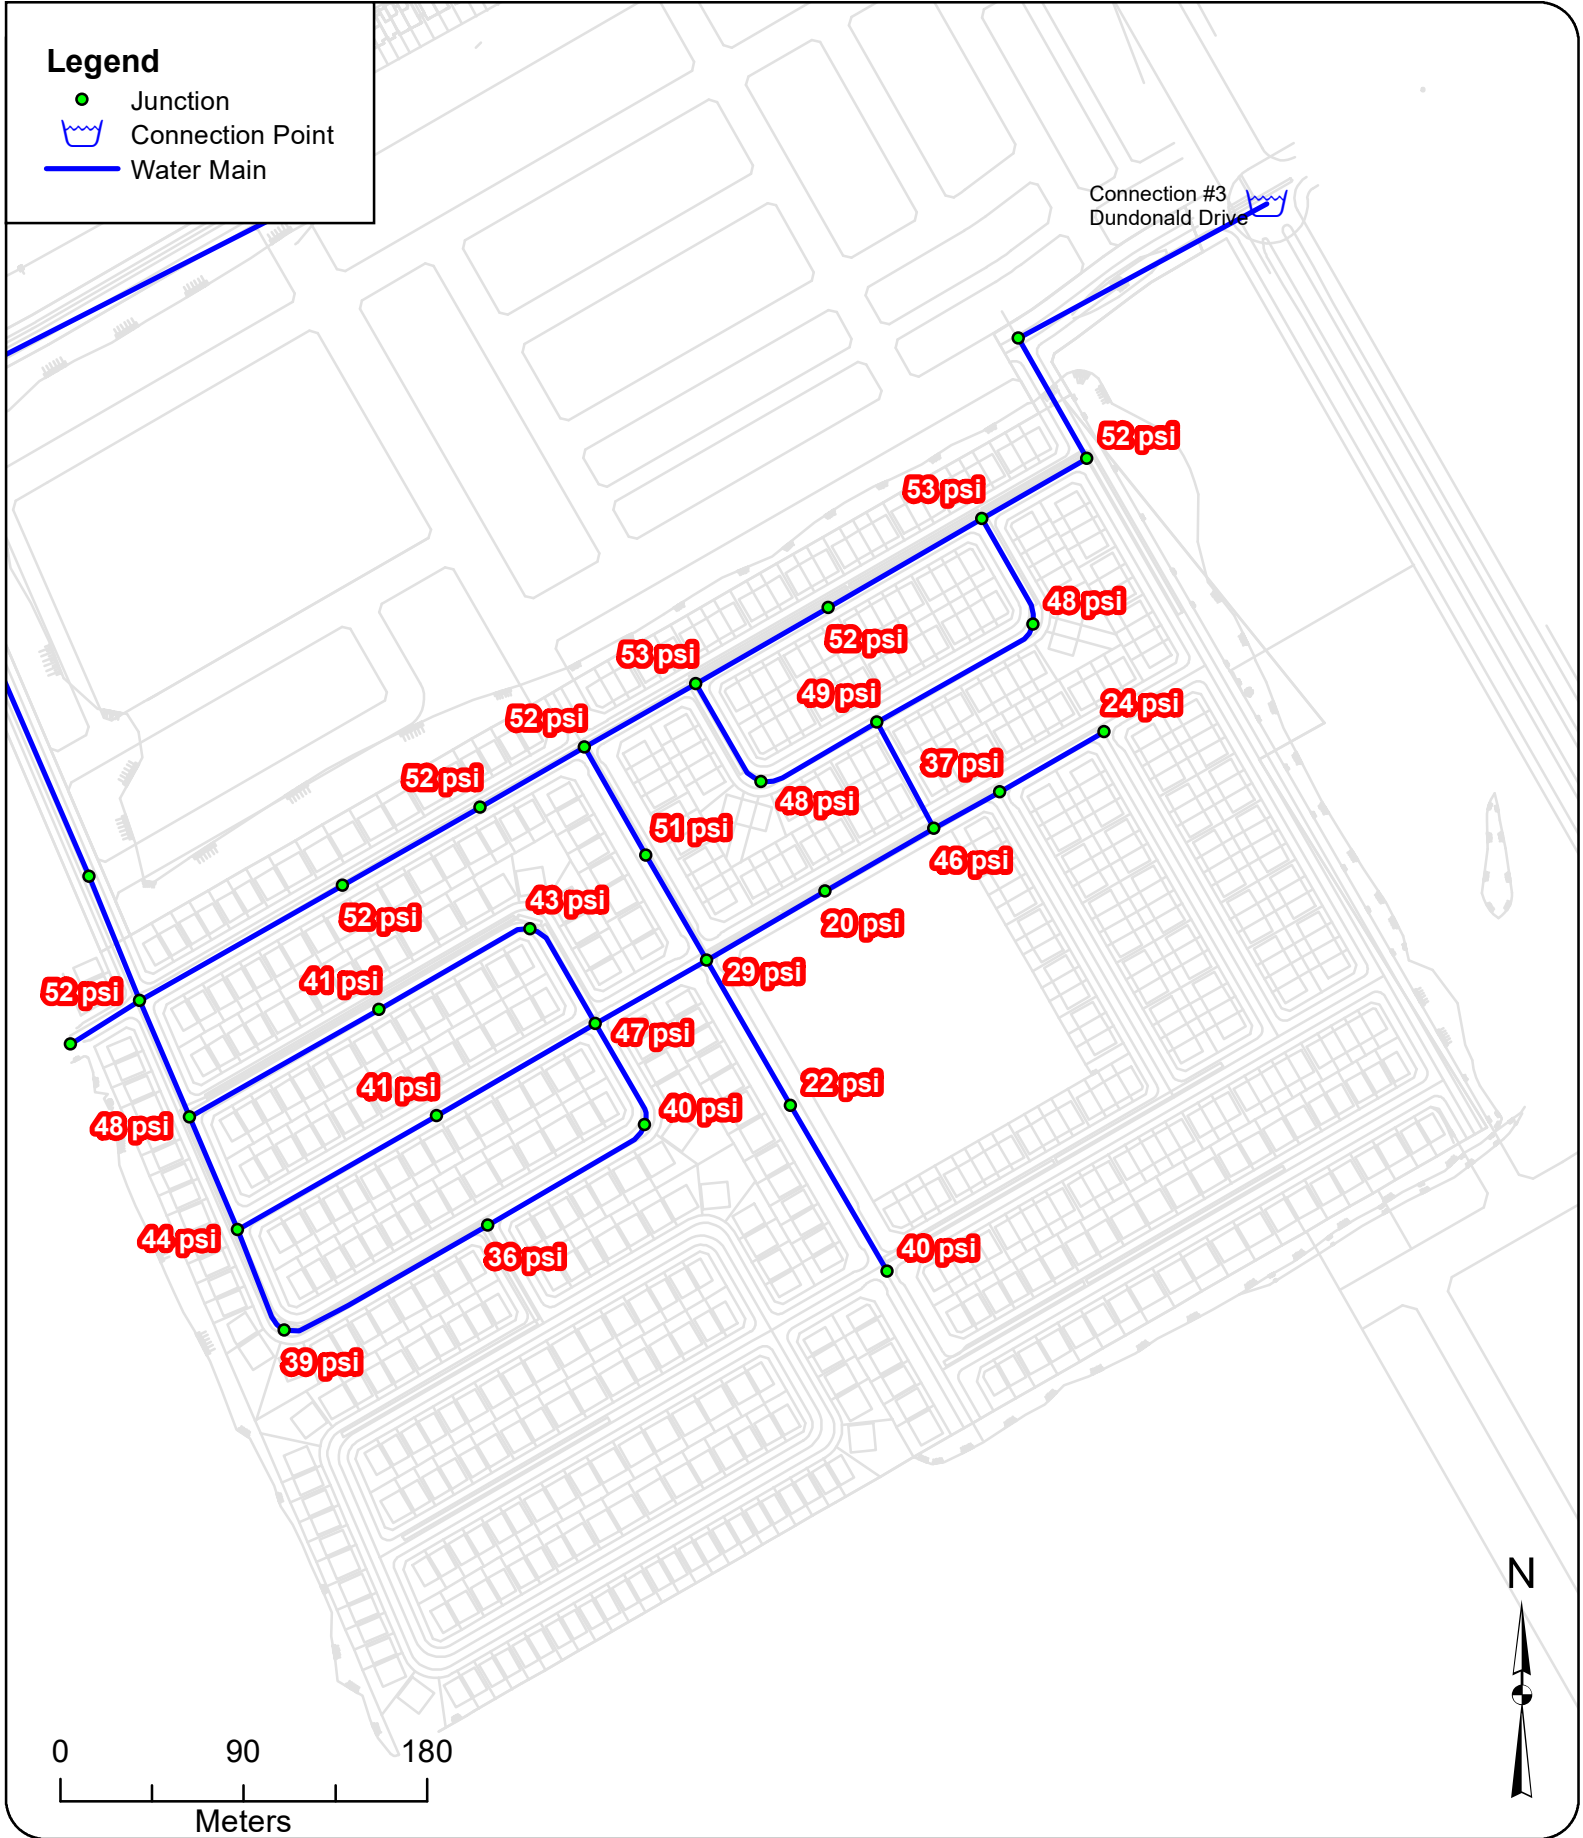 Legend
Junction
Connection Point
Water Main
Connection #3
Dundonald Drive
52 psi
53 psi
48 psi
52 psi
53 psi
49 psi
24 psi
52 psi
37 psi
52 psi
48 psi
51 psi
46 psi
43 psi
52 psi
20 psi
41 psi
29 psi
52 psi
47 psi
22 psi
41 psi
40 psi
48 psi
44 psi
40 psi
36 psi
39 psi
N
0 90 180
Meters